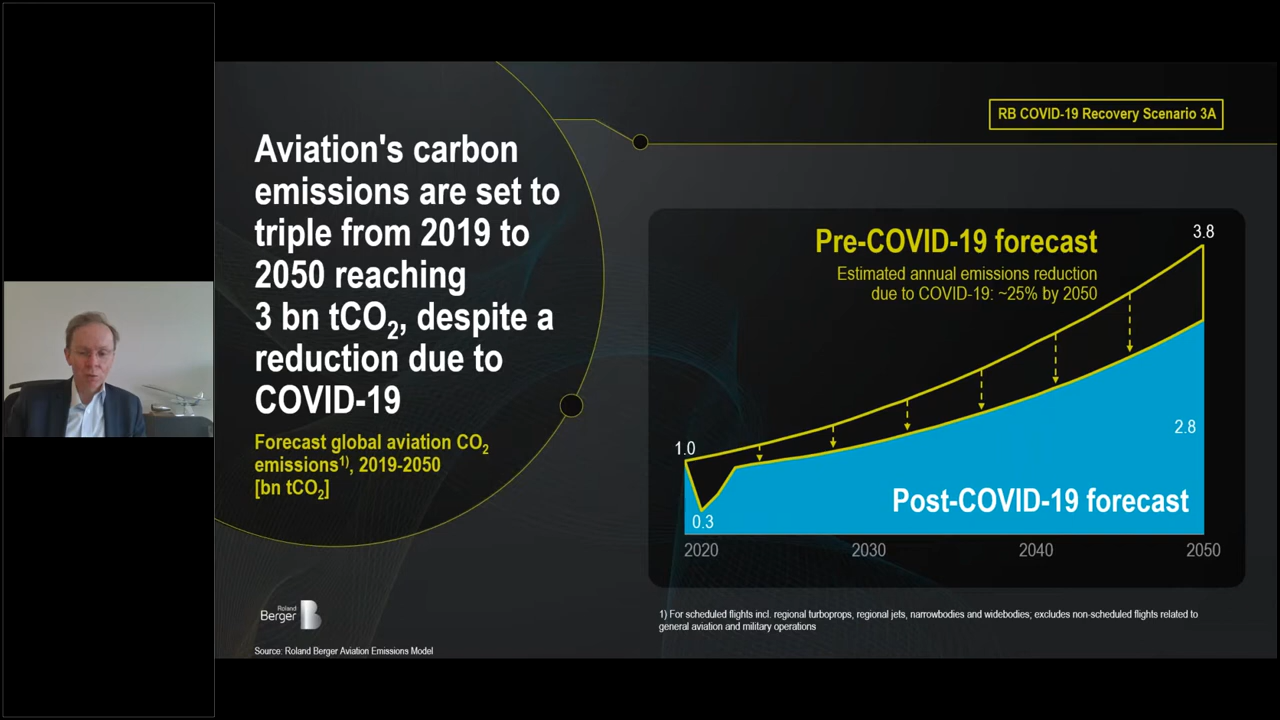 RB COVID-19 Recovery Scenario 3A
Aviation's carbon
emissions are set to
triple from 2019 to
2050 reaching
3 bn tCO₂, despite a
reduction due to
COVID-19
Forecast global aviation CO₂
emissions¹⁾, 2019-2050
[bn tCO₂]
Pre-COVID-19 forecast
Estimated annual emissions reduction
due to COVID-19: ~25% by 2050
3.8
1.0
2.8
Post-COVID-19 forecast
0.3
2020 2030 2040 2050
1) For scheduled flights incl. regional turboprops, regional jets, narrowbodies and widebodies; excludes non-scheduled flights related to
general aviation and military operations
Roland
Berger
B
Source: Roland Berger Aviation Emissions Model